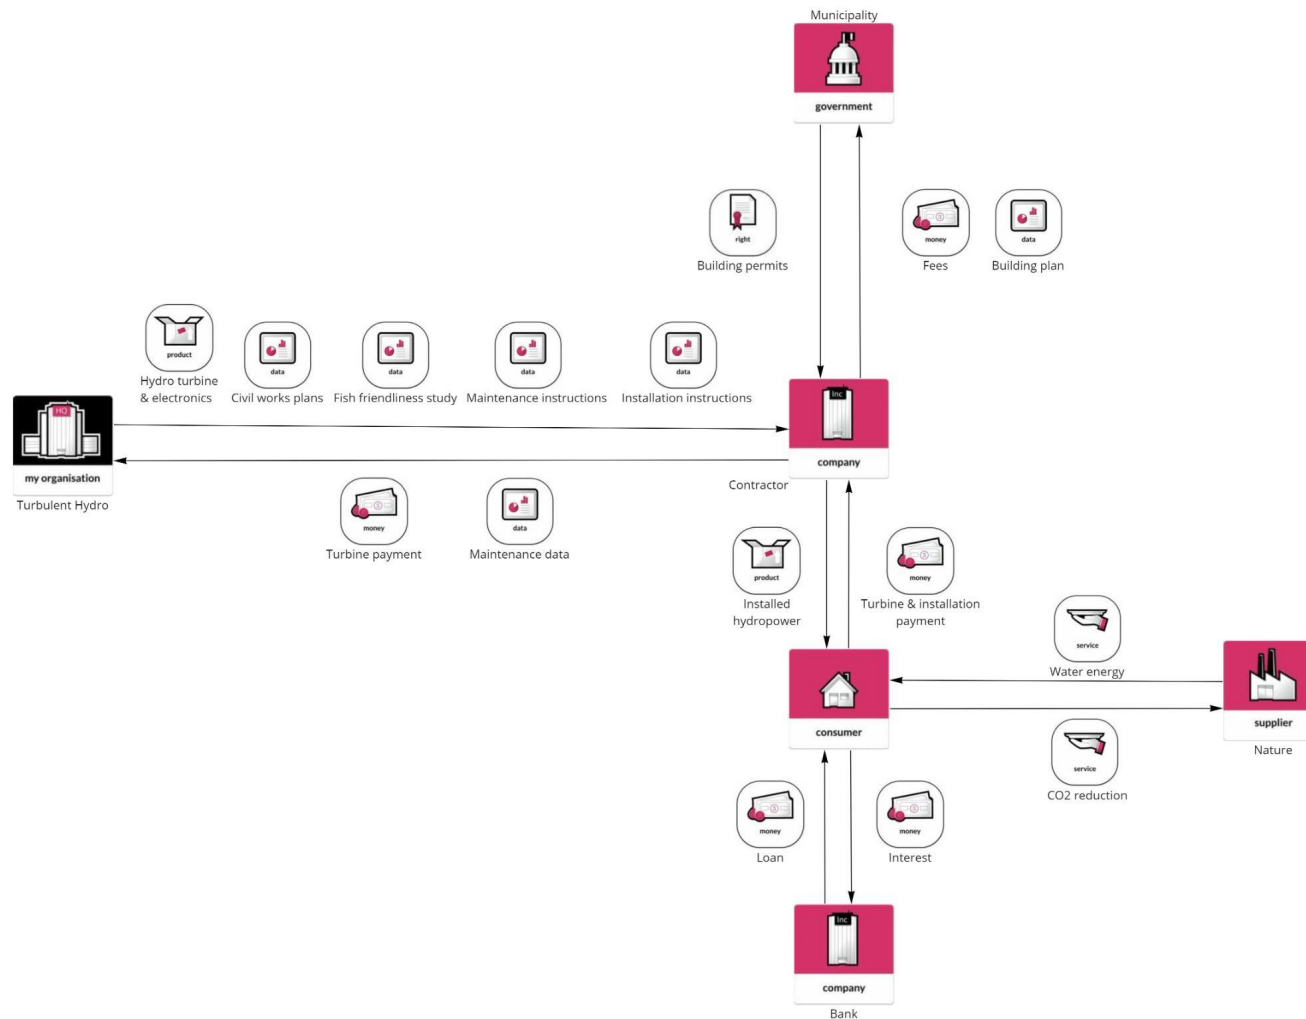 Municipality
government
right
Building permits
money
Fees
data
Building plan
product
Hydro turbine
& electronics
data
Civil works plans
data
Fish friendliness study
data
Maintenance instructions
data
Installation instructions
HQ
my organisation
Turbulent Hydro
Inc
company
Contractor
money
Turbine payment
data
Maintenance data
product
Installed
hydropower
money
Turbine & installation
payment
service
Water energy
consumer
supplier
Nature
service
CO2 reduction
money
Loan
money
Interest
Inc
company
Bank